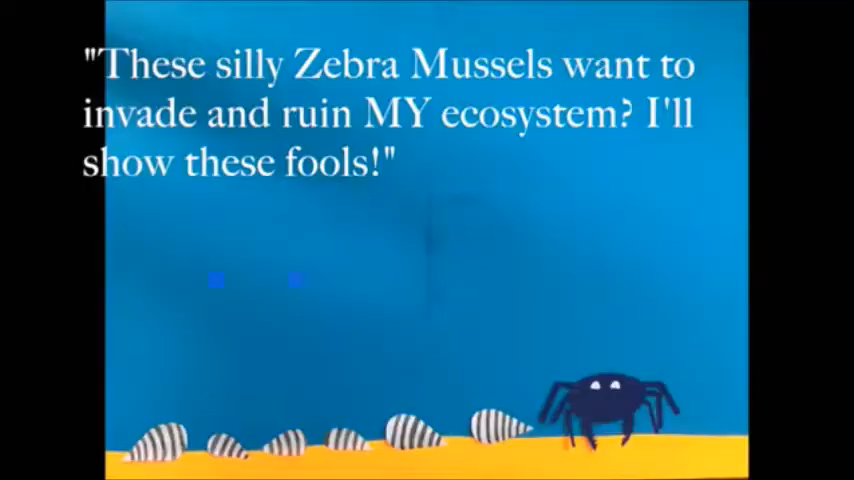 "These silly Zebra Mussels want to
invade and ruin MY ecosystem? I'll
show these fools!"